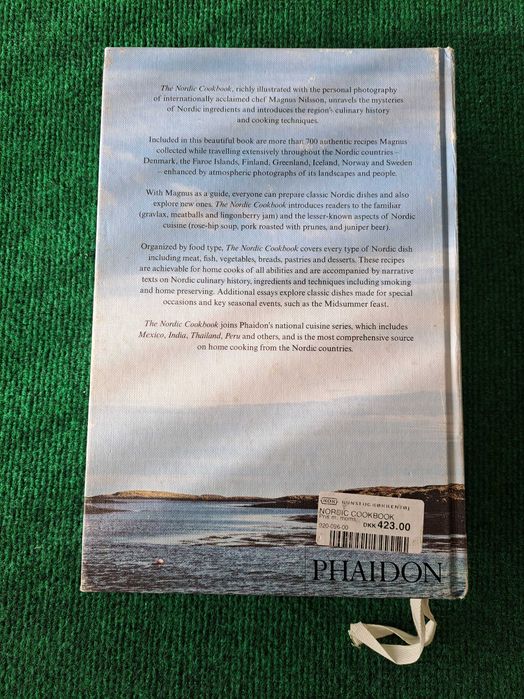 The Nordic Cookbook, richly illustrated with the personal photography
of internationally acclaimed chef Magnus Nilsson, unravels the mysteries
of Nordic ingredients and introduces the region's culinary history
and cooking techniques.
Included in this beautiful book are more than 700 authentic recipes Magnus
collected while travelling extensively throughout the Nordic countries –
Denmark, the Faroe Islands, Finland, Greenland, Iceland, Norway and Sweden
– enhanced by atmospheric photographs of its landscapes and people.
With Magnus as a guide, everyone can prepare classic Nordic dishes and also
explore new ones. The Nordic Cookbook introduces readers to the familiar
(gravlax, meatballs and lingonberry jam) and the lesser-known aspects of Nordic
cuisine (rose-hip soup, pork roasted with prunes, and juniper beer).
Organized by food type, The Nordic Cookbook covers every type of Nordic dish
including meat, fish, vegetables, breads, pastries and desserts. These recipes
are achievable for home cooks of all abilities and are accompanied by narrative
texts on Nordic culinary history, ingredients and techniques including smoking
and home preserving. Additional essays explore classic dishes made for special
occasions and key seasonal events, such as the Midsummer feast.
The Nordic Cookbook joins Phaidon's national cuisine series, which includes
Mexico, India, Thailand, Peru and others, and is the most comprehensive source
on home cooking from the Nordic countries.
KUNSTIG KØKKENTØJ
NORDIC COOKBOOK
Pris m. moms
020-096-00 DKK 423.00
PHAIDON